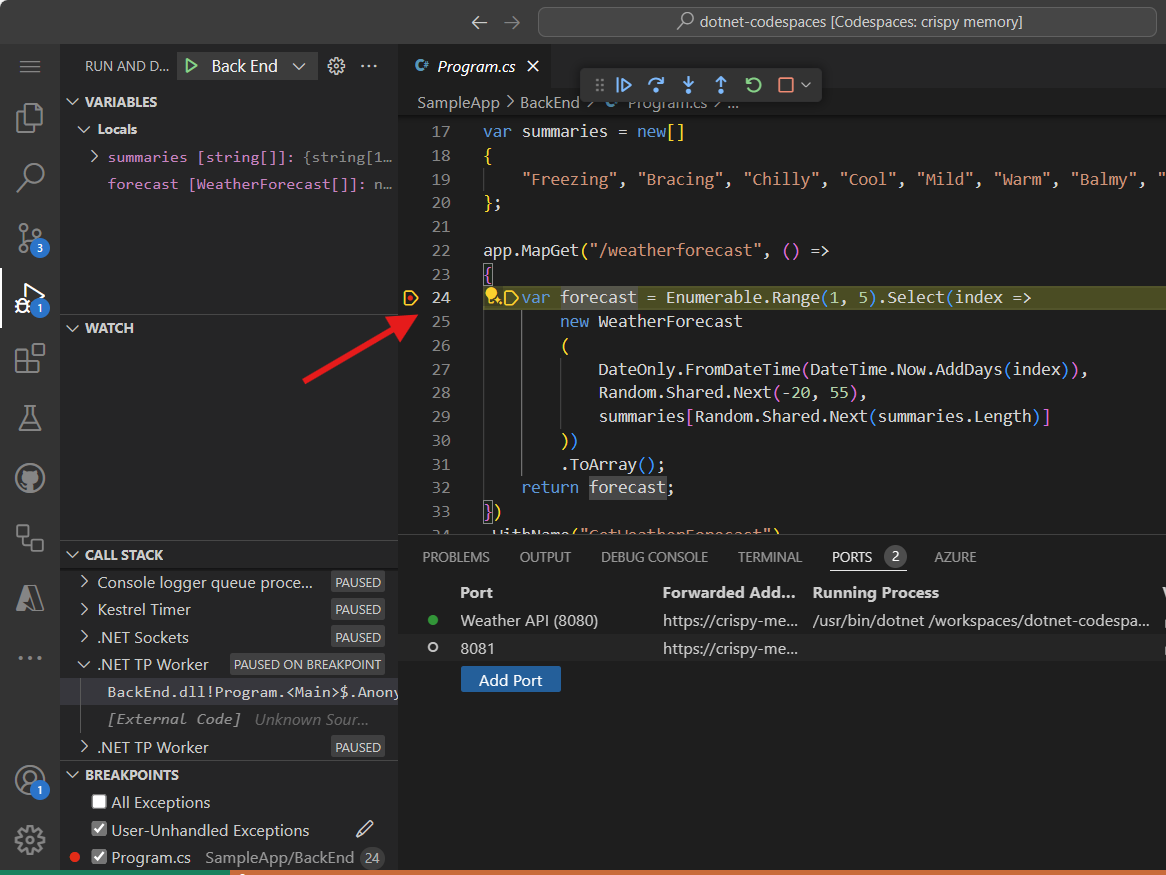 dotnet-codespaces [Codespaces: crispy memory]
RUN AND D... Back End
VARIABLES
Locals
summaries [string[]]: {string[1...
forecast [WeatherForecast[]]: n...
WATCH
CALL STACK
Console logger queue proce... PAUSED
Kestrel Timer PAUSED
.NET Sockets PAUSED
.NET TP Worker PAUSED ON BREAKPOINT
BackEnd.dll!Program.<Main>$.Anony
[External Code] Unknown Sour...
.NET TP Worker PAUSED
BREAKPOINTS
All Exceptions
User-Unhandled Exceptions
Program.cs SampleApp/BackEnd 24
3
1
1
C# Program.cs
SampleApp > BackEnd > C# Program.cs > ...
17 var summaries = new[]
18 {
19 "Freezing", "Bracing", "Chilly", "Cool", "Mild", "Warm", "Balmy", "
20 };
21
22 app.MapGet("/weatherforecast", () =>
23 {
24 var forecast = Enumerable.Range(1, 5).Select(index =>
25 new WeatherForecast
26 (
27 DateOnly.FromDateTime(DateTime.Now.AddDays(index)),
28 Random.Shared.Next(-20, 55),
29 summaries[Random.Shared.Next(summaries.Length)]
30 ))
31 .ToArray();
32 return forecast;
33 })
34 .WithName("GetWeatherForecast")
PROBLEMS OUTPUT DEBUG CONSOLE TERMINAL PORTS 2 AZURE
Port Forwarded Add... Running Process
Weather API (8080) https://crispy-me... /usr/bin/dotnet /workspaces/dotnet-codespa...
8081 https://crispy-me...
Add Port